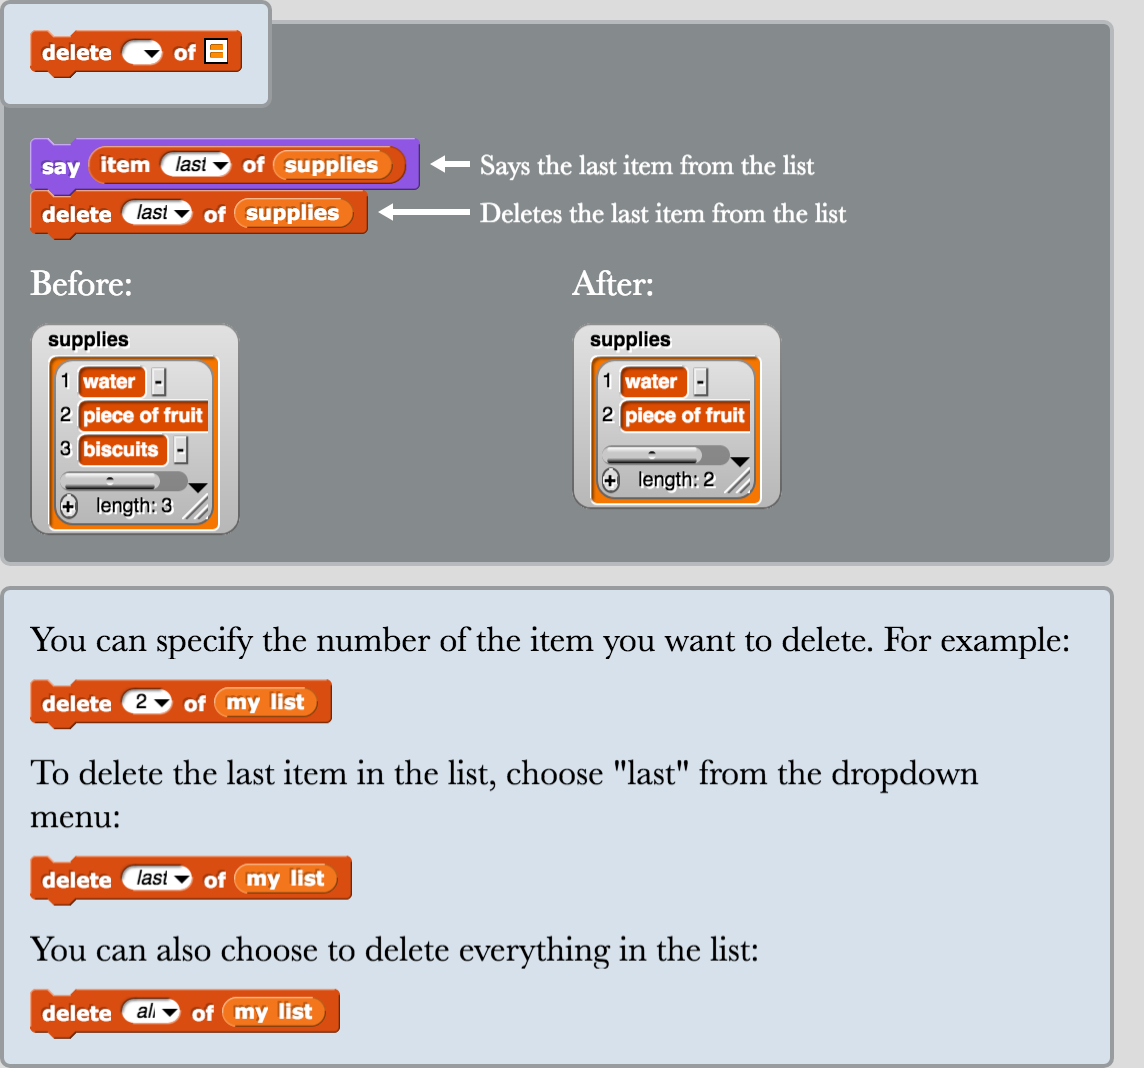 delete of
say item last of supplies Says the last item from the list
delete last of supplies Deletes the last item from the list
Before: After:
supplies supplies
1 water - 1 water -
2 piece of fruit 2 piece of fruit
3 biscuits -
+ length: 3 + length: 2
You can specify the number of the item you want to delete. For example:
delete 2 of my list
To delete the last item in the list, choose "last" from the dropdown
menu:
delete last of my list
You can also choose to delete everything in the list:
delete all of my list